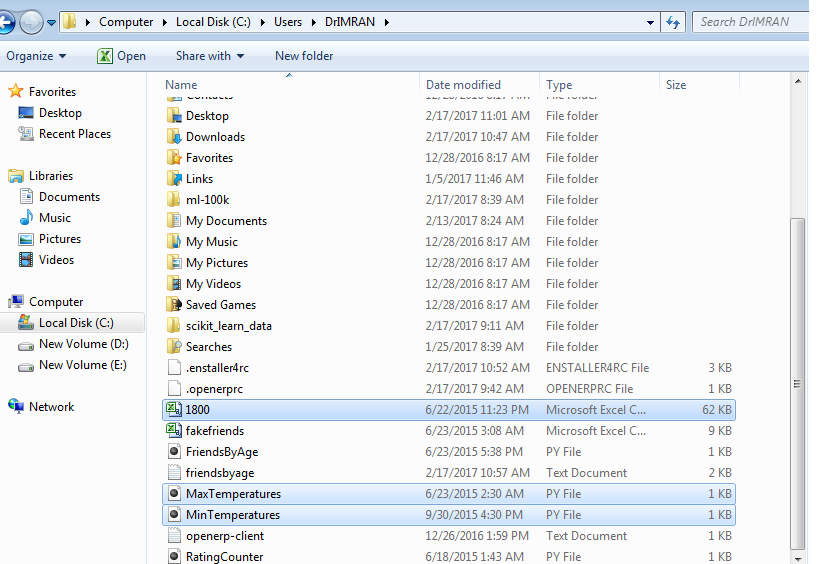 Computer Local Disk (C:) Users DrIMRAN
Search DrIMRAN
Organize Open Share with New folder
Favorites
Desktop
Recent Places
Libraries
Documents
Music
Pictures
Videos
Computer
Local Disk (C:)
New Volume (D:)
New Volume (E:)
Network
Name Date modified Type Size
Contacts 12/28/2016 8:17 AM File folder
Desktop 2/17/2017 11:01 AM File folder
Downloads 2/17/2017 10:47 AM File folder
Favorites 12/28/2016 8:17 AM File folder
Links 1/5/2017 11:46 AM File folder
ml-100k 2/17/2017 8:39 AM File folder
My Documents 2/13/2017 8:24 AM File folder
My Music 12/28/2016 8:17 AM File folder
My Pictures 12/28/2016 8:17 AM File folder
My Videos 12/28/2016 8:17 AM File folder
Saved Games 12/28/2016 8:17 AM File folder
scikit_learn_data 2/17/2017 9:11 AM File folder
Searches 1/25/2017 8:39 AM File folder
.enstaller4rc 2/17/2017 10:52 AM ENSTALLER4RC File 3 KB
.openerprc 2/17/2017 9:42 AM OPENERPRC File 1 KB
1800 6/22/2015 11:23 PM Microsoft Excel C... 62 KB
fakefriends 6/23/2015 3:08 AM Microsoft Excel C... 9 KB
FriendsByAge 6/23/2015 5:38 PM PY File 1 KB
friendsbyage 2/17/2017 10:57 AM Text Document 2 KB
MaxTemperatures 6/23/2015 2:30 AM PY File 1 KB
MinTemperatures 9/30/2015 4:30 PM PY File 1 KB
openerp-client 12/26/2016 1:59 PM Text Document 1 KB
RatingCounter 6/18/2015 1:43 AM PY File 1 KB